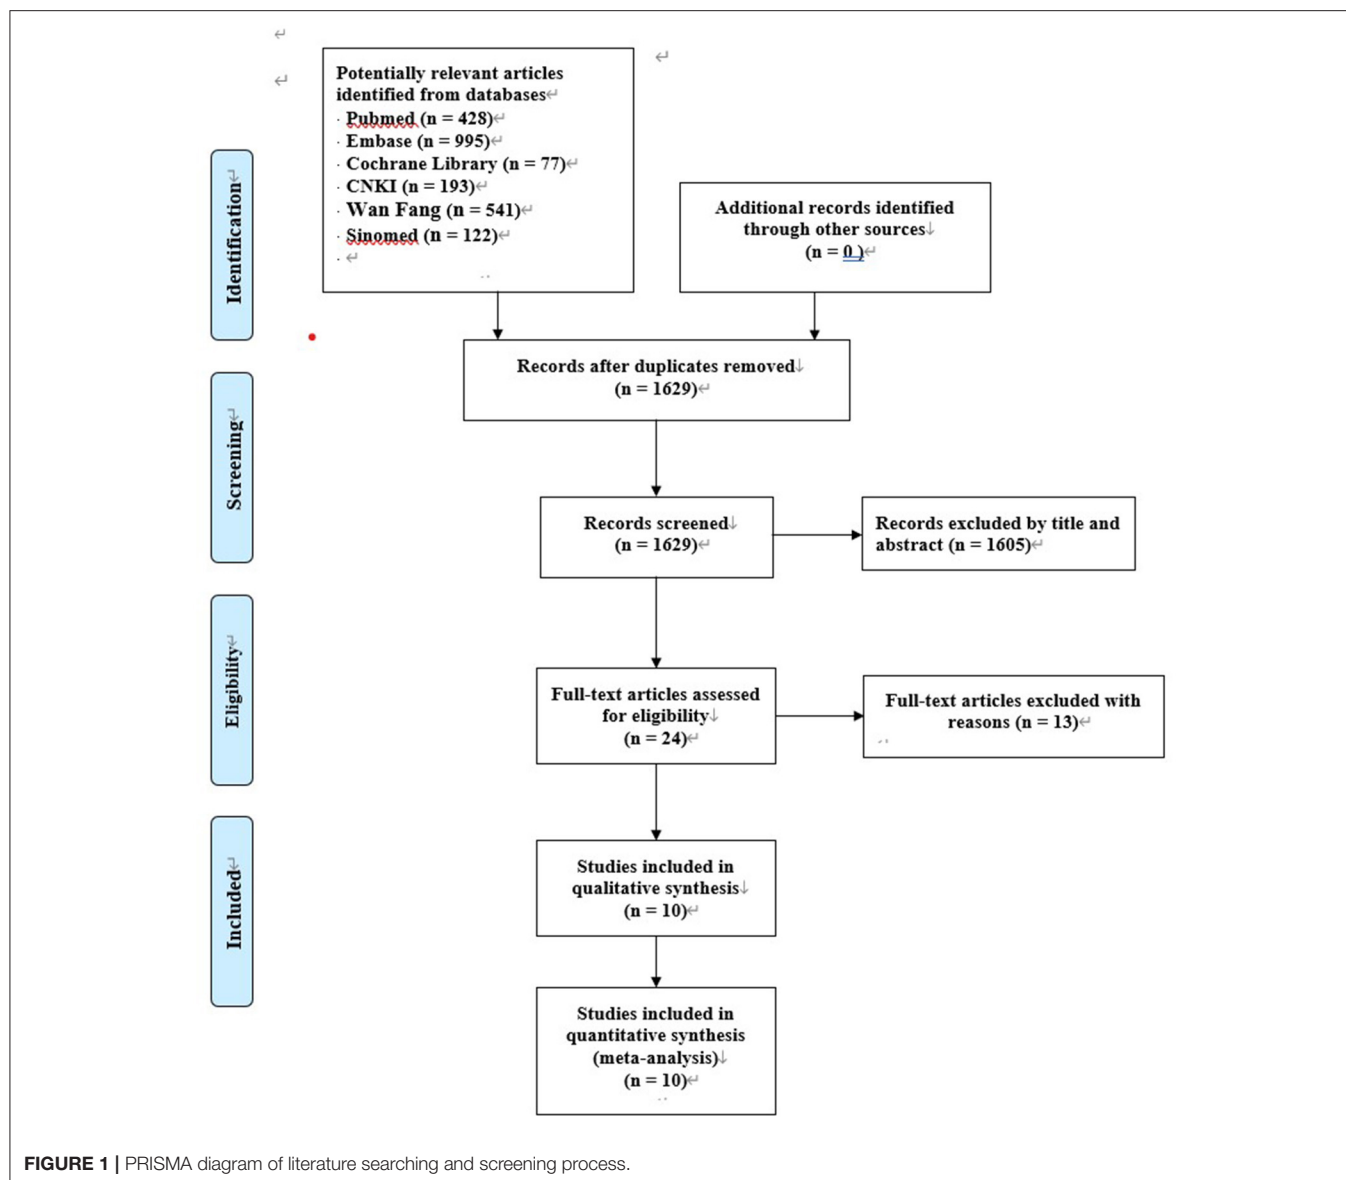 Potentially relevant articles
identified from databases↵
· Pubmed (n = 428)↵
· Embase (n = 995)↵
· Cochrane Library (n = 77)↵
· CNKI (n = 193)↵
· Wan Fang (n = 541)↵
· Sinomed (n = 122)↵
· ↵
Additional records identified
through other sources↓
(n = 0 )↵
Identification↵
Records after duplicates removed↓
(n = 1629)↵
Screening↵
Records screened↓
(n = 1629)↵
Records excluded by title and
abstract (n = 1605)↵
Eligibility↵
Full-text articles assessed
for eligibility↓
(n = 24)↵
Full-text articles excluded with
reasons (n = 13)↵
Included↵
Studies included in
qualitative synthesis↓
(n = 10)↵
Studies included in
quantitative synthesis
(meta-analysis)↓
(n = 10)↵
FIGURE 1 | PRISMA diagram of literature searching and screening process.